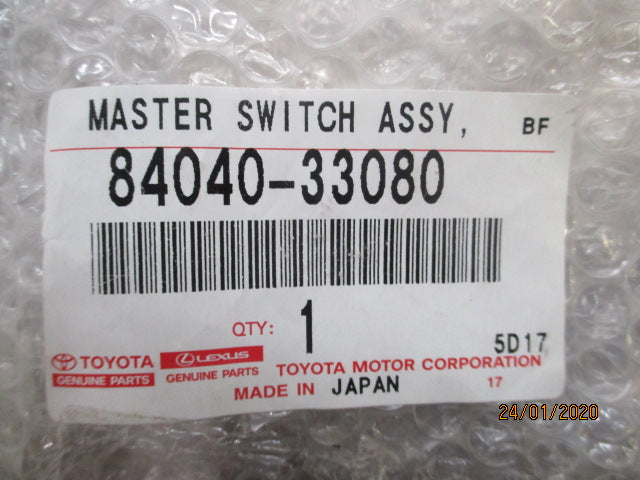 MASTER SWITCH ASSY, BF
84040-33080
QTY: 1
5D17
TOYOTA LEXUS TOYOTA MOTOR CORPORATION
GENUINE PARTS GENUINE PARTS
MADE IN JAPAN 17
24/01/2020